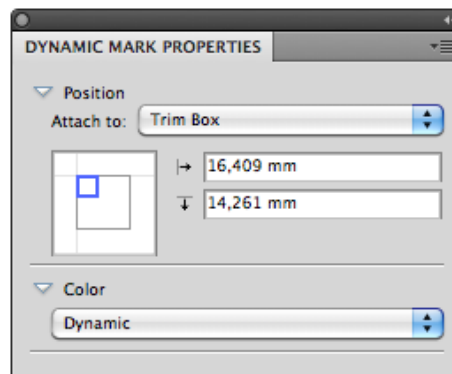 DYNAMIC MARK PROPERTIES
Position
Attach to: Trim Box
16,409 mm
14,261 mm
Color
Dynamic